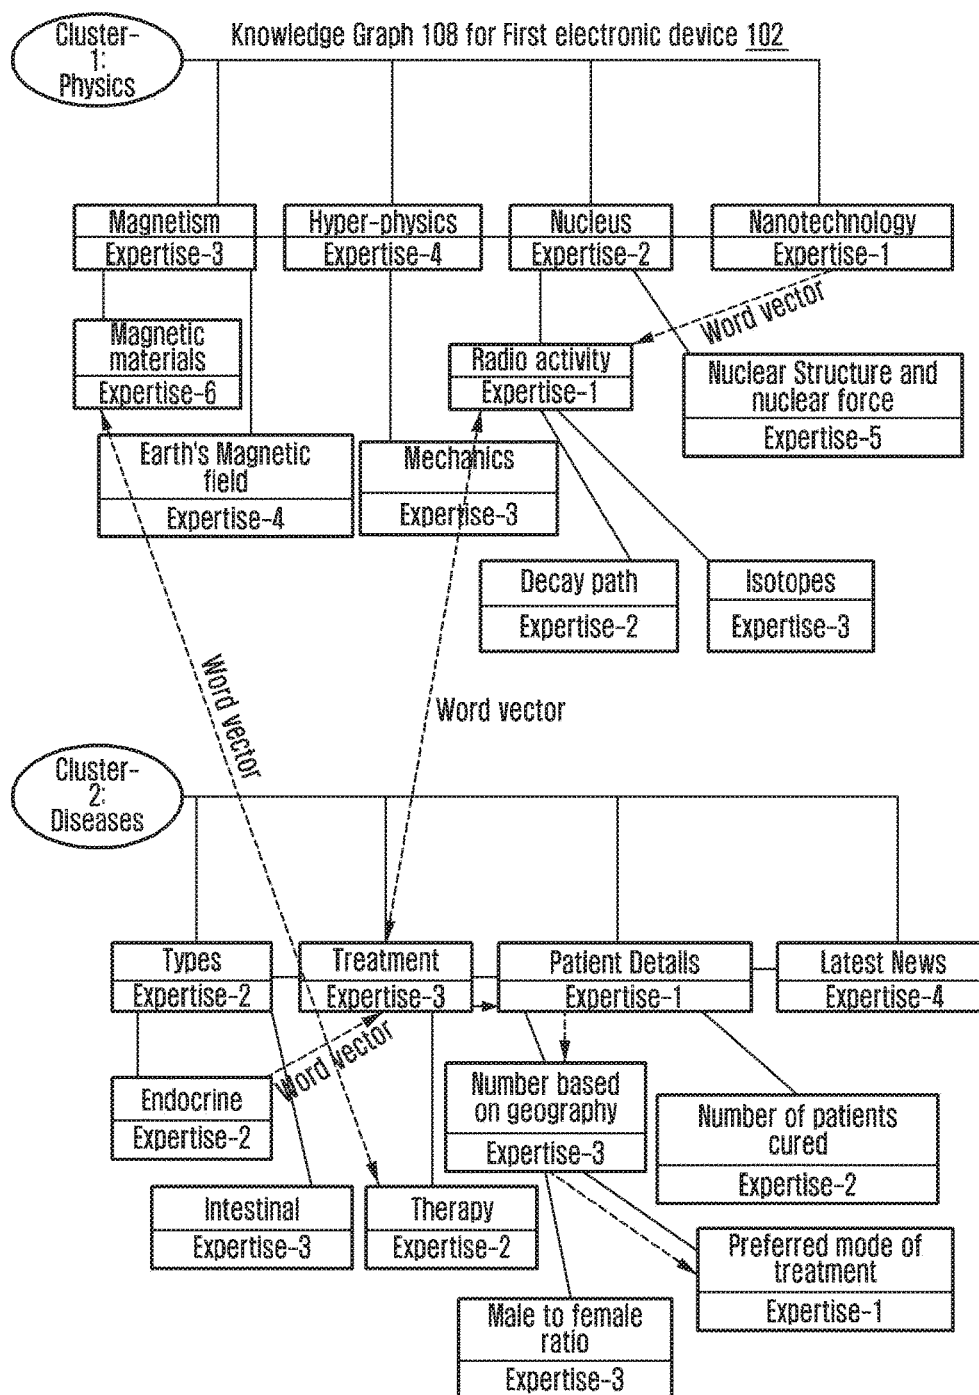 Cluster-
1:
Physics
Knowledge Graph 108 for First electronic device 102
Magnetism
Expertise-3
Hyper-physics
Expertise-4
Nucleus
Expertise-2
Nanotechnology
Expertise-1
Word vector
Magnetic
materials
Expertise-6
Radio activity
Expertise-1
Nuclear Structure and
nuclear force
Expertise-5
Earth's Magnetic
field
Expertise-4
Mechanics
Expertise-3
Decay path
Expertise-2
Isotopes
Expertise-3
Word vector
Word vector
Cluster-
2:
Diseases
Types
Expertise-2
Treatment
Expertise-3
Patient Details
Expertise-1
Latest News
Expertise-4
Word vector
Endocrine
Expertise-2
Number based
on geography
Expertise-3
Number of patients
cured
Expertise-2
Intestinal
Expertise-3
Therapy
Expertise-2
Preferred mode of
treatment
Expertise-1
Male to female
ratio
Expertise-3